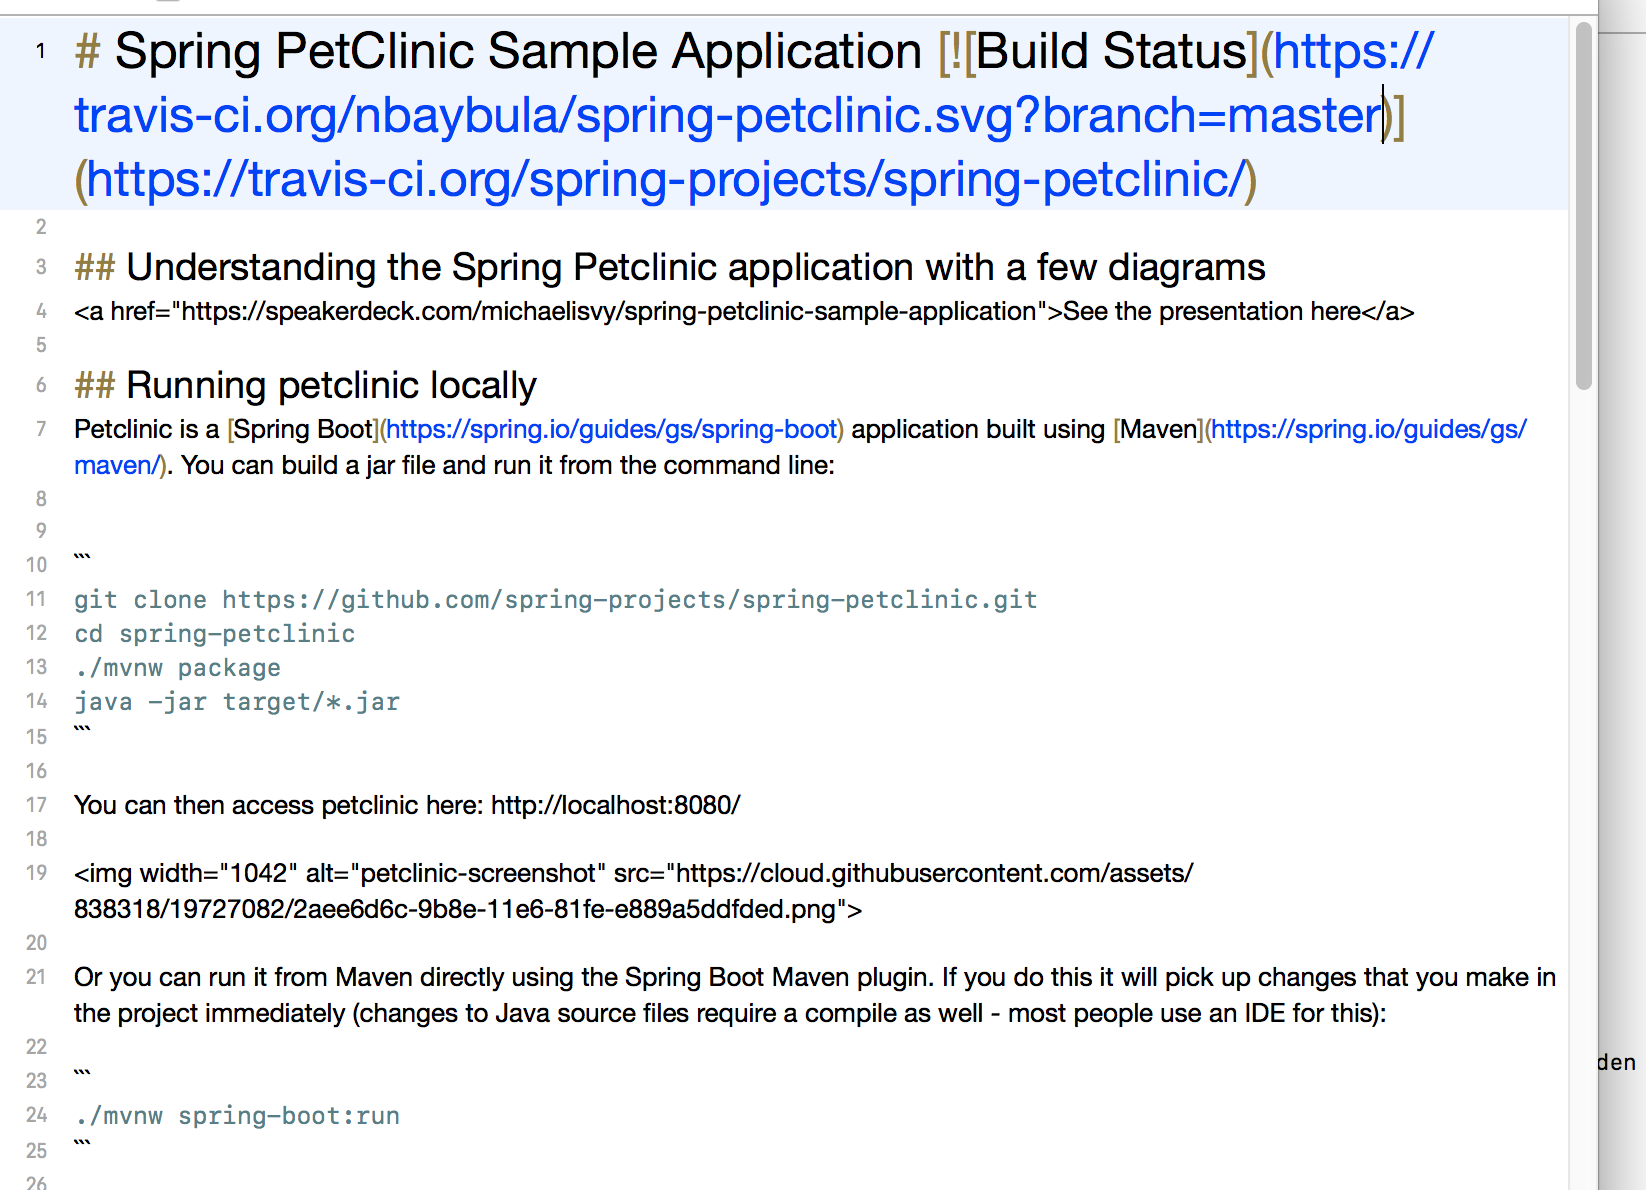 1 # Spring PetClinic Sample Application [![Build Status](https://
travis-ci.org/nbaybula/spring-petclinic.svg?branch=master)]
(https://travis-ci.org/spring-projects/spring-petclinic/)
2
3 ## Understanding the Spring Petclinic application with a few diagrams
4 <a href="https://speakerdeck.com/michaelisvy/spring-petclinic-sample-application">See the presentation here</a>
5
6 ## Running petclinic locally
7 Petclinic is a [Spring Boot](https://spring.io/guides/gs/spring-boot) application built using [Maven](https://spring.io/guides/gs/
maven/). You can build a jar file and run it from the command line:
8
9
10 ```
11 git clone https://github.com/spring-projects/spring-petclinic.git
12 cd spring-petclinic
13 ./mvnw package
14 java -jar target/*.jar
15 ```
16
17 You can then access petclinic here: http://localhost:8080/
18
19 <img width="1042" alt="petclinic-screenshot" src="https://cloud.githubusercontent.com/assets/
838318/19727082/2aee6d6c-9b8e-11e6-81fe-e889a5ddfded.png">
20
21 Or you can run it from Maven directly using the Spring Boot Maven plugin. If you do this it will pick up changes that you make in
the project immediately (changes to Java source files require a compile as well - most people use an IDE for this):
22
den
23 ```
24 ./mvnw spring-boot:run
25 ```
26